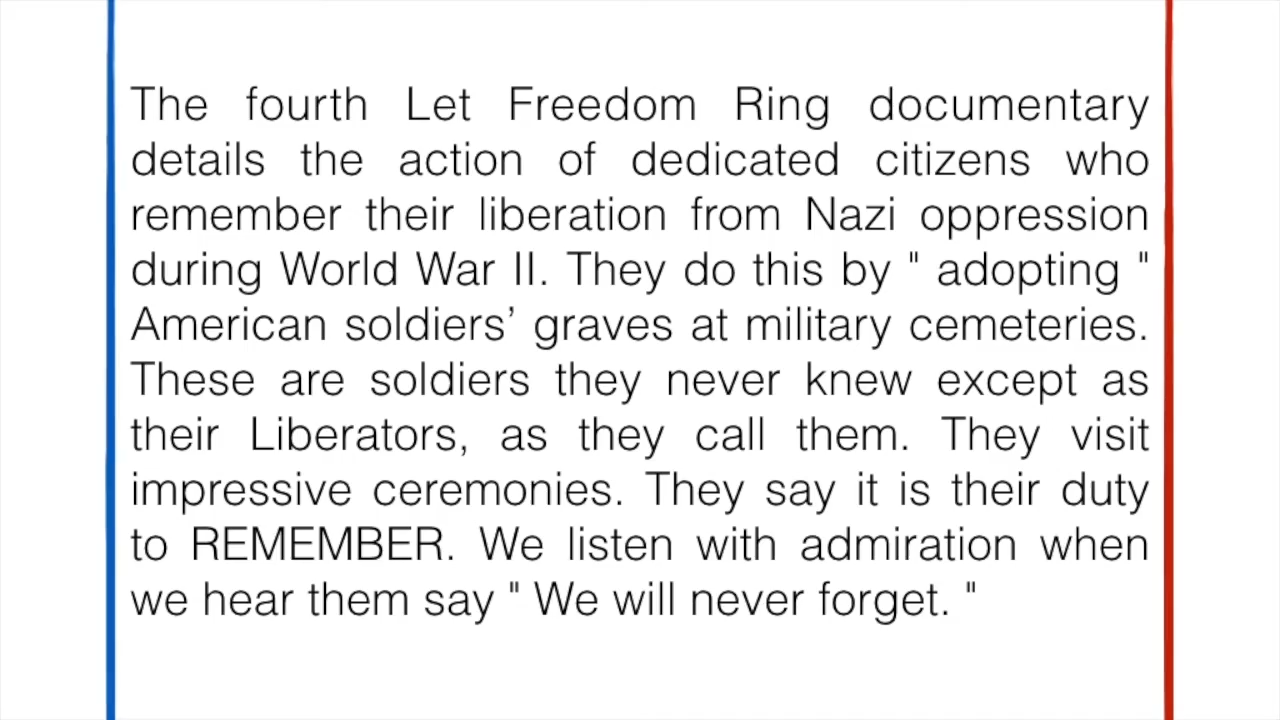 The fourth Let Freedom Ring documentary
details the action of dedicated citizens who
remember their liberation from Nazi oppression
during World War II. They do this by " adopting "
American soldiers’ graves at military cemeteries.
These are soldiers they never knew except as
their Liberators, as they call them. They visit
impressive ceremonies. They say it is their duty
to REMEMBER. We listen with admiration when
we hear them say " We will never forget. "